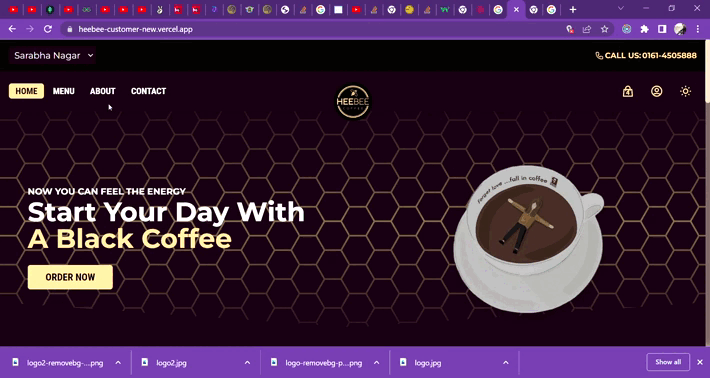 heebee-customer-new.vercel.app
Sarabha Nagar
CALL US: 0161-4505888
HOME MENU ABOUT CONTACT
HEEBEE
NOW YOU CAN FEEL THE ENERGY
Start Your Day With
A Black Coffee
ORDER NOW
forget love ...fall in coffee
logo2-removebg-....png
logo2.jpg
logo-removebg-p....png
logo.jpg
Show all